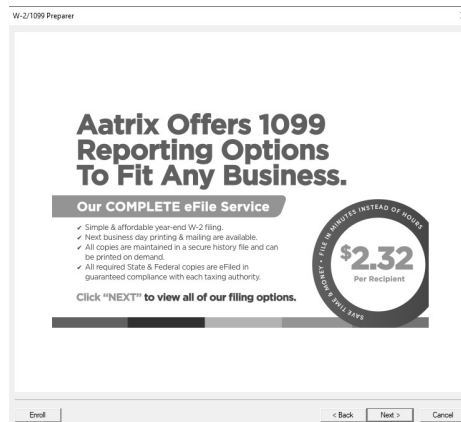 W-2/1099 Preparer
Aatrix Offers 1099
Reporting Options
To Fit Any Business.
Our COMPLETE eFile Service
✔ Simple & affordable year-end W-2 filing.
✔ Next business day printing & mailing are available.
✔ All copies are maintained in a secure history file and can
be printed on demand.
✔ All required State & Federal copies are eFiled in
guaranteed compliance with each taxing authority.
Click “NEXT” to view all of our filing options.
SAVE TIME & MONEY • FILE IN MINUTES INSTEAD OF HOURS
$2.32
Per Recipient
Enroll
< Back
Next >
Cancel